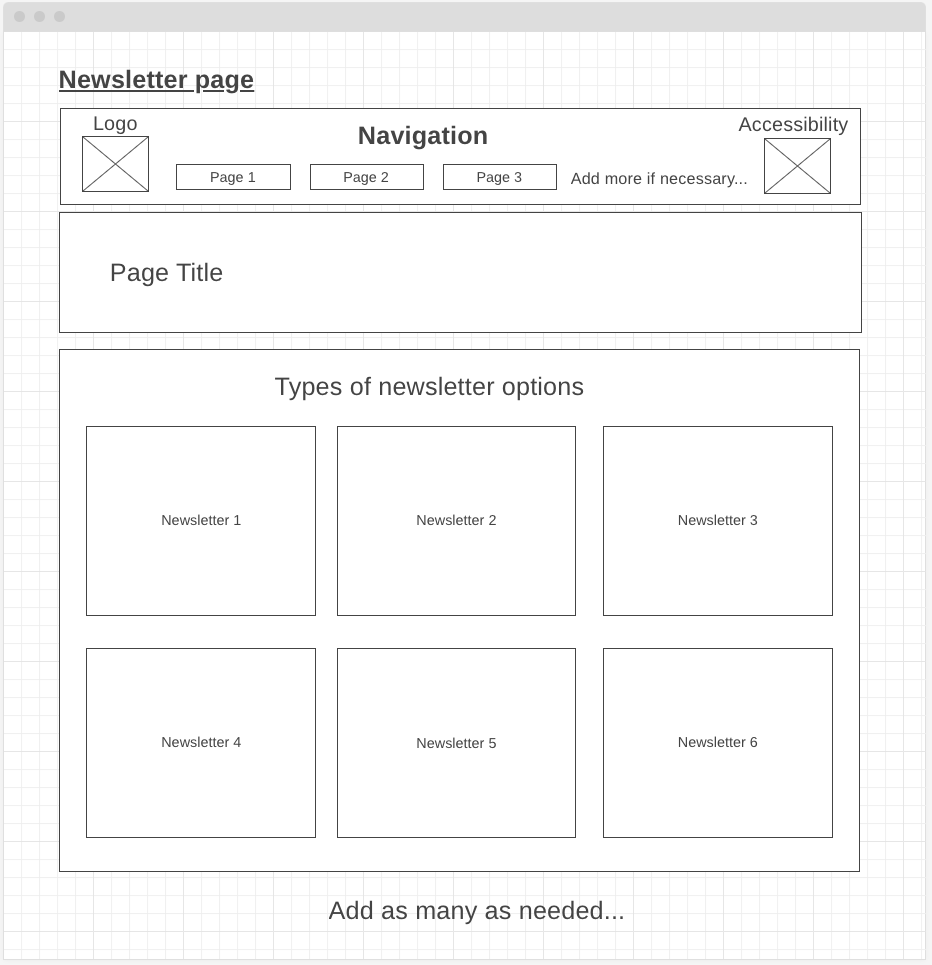 Newsletter page
Logo
Navigation
Accessibility
Page 1
Page 2
Page 3
Add more if necessary...
Page Title
Types of newsletter options
Newsletter 1
Newsletter 2
Newsletter 3
Newsletter 4
Newsletter 5
Newsletter 6
Add as many as needed...